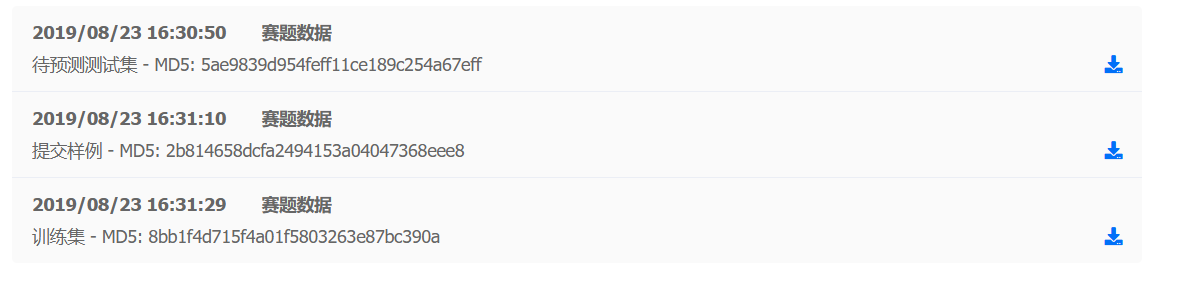 2019/08/23 16:30:50 赛题数据
待预测测试集 - MD5: 5ae9839d954feff11ce189c254a67eff
2019/08/23 16:31:10 赛题数据
提交样例 - MD5: 2b814658dcfa2494153a04047368eee8
2019/08/23 16:31:29 赛题数据
训练集 - MD5: 8bb1f4d715f4a01f5803263e87bc390a